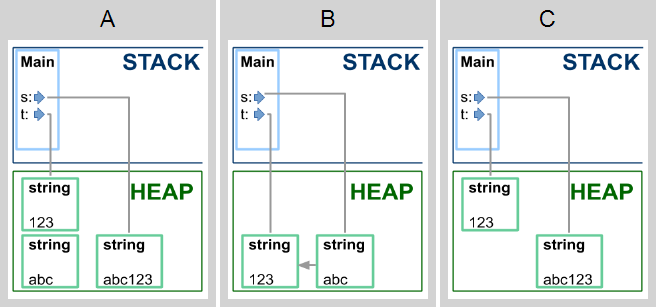 A
Main
STACK
s:
t:
string
HEAP
123
string
string
abc
abc123
B
Main
STACK
s:
t:
HEAP
string
string
123
abc
C
Main
STACK
s:
t:
string
HEAP
123
string
abc123